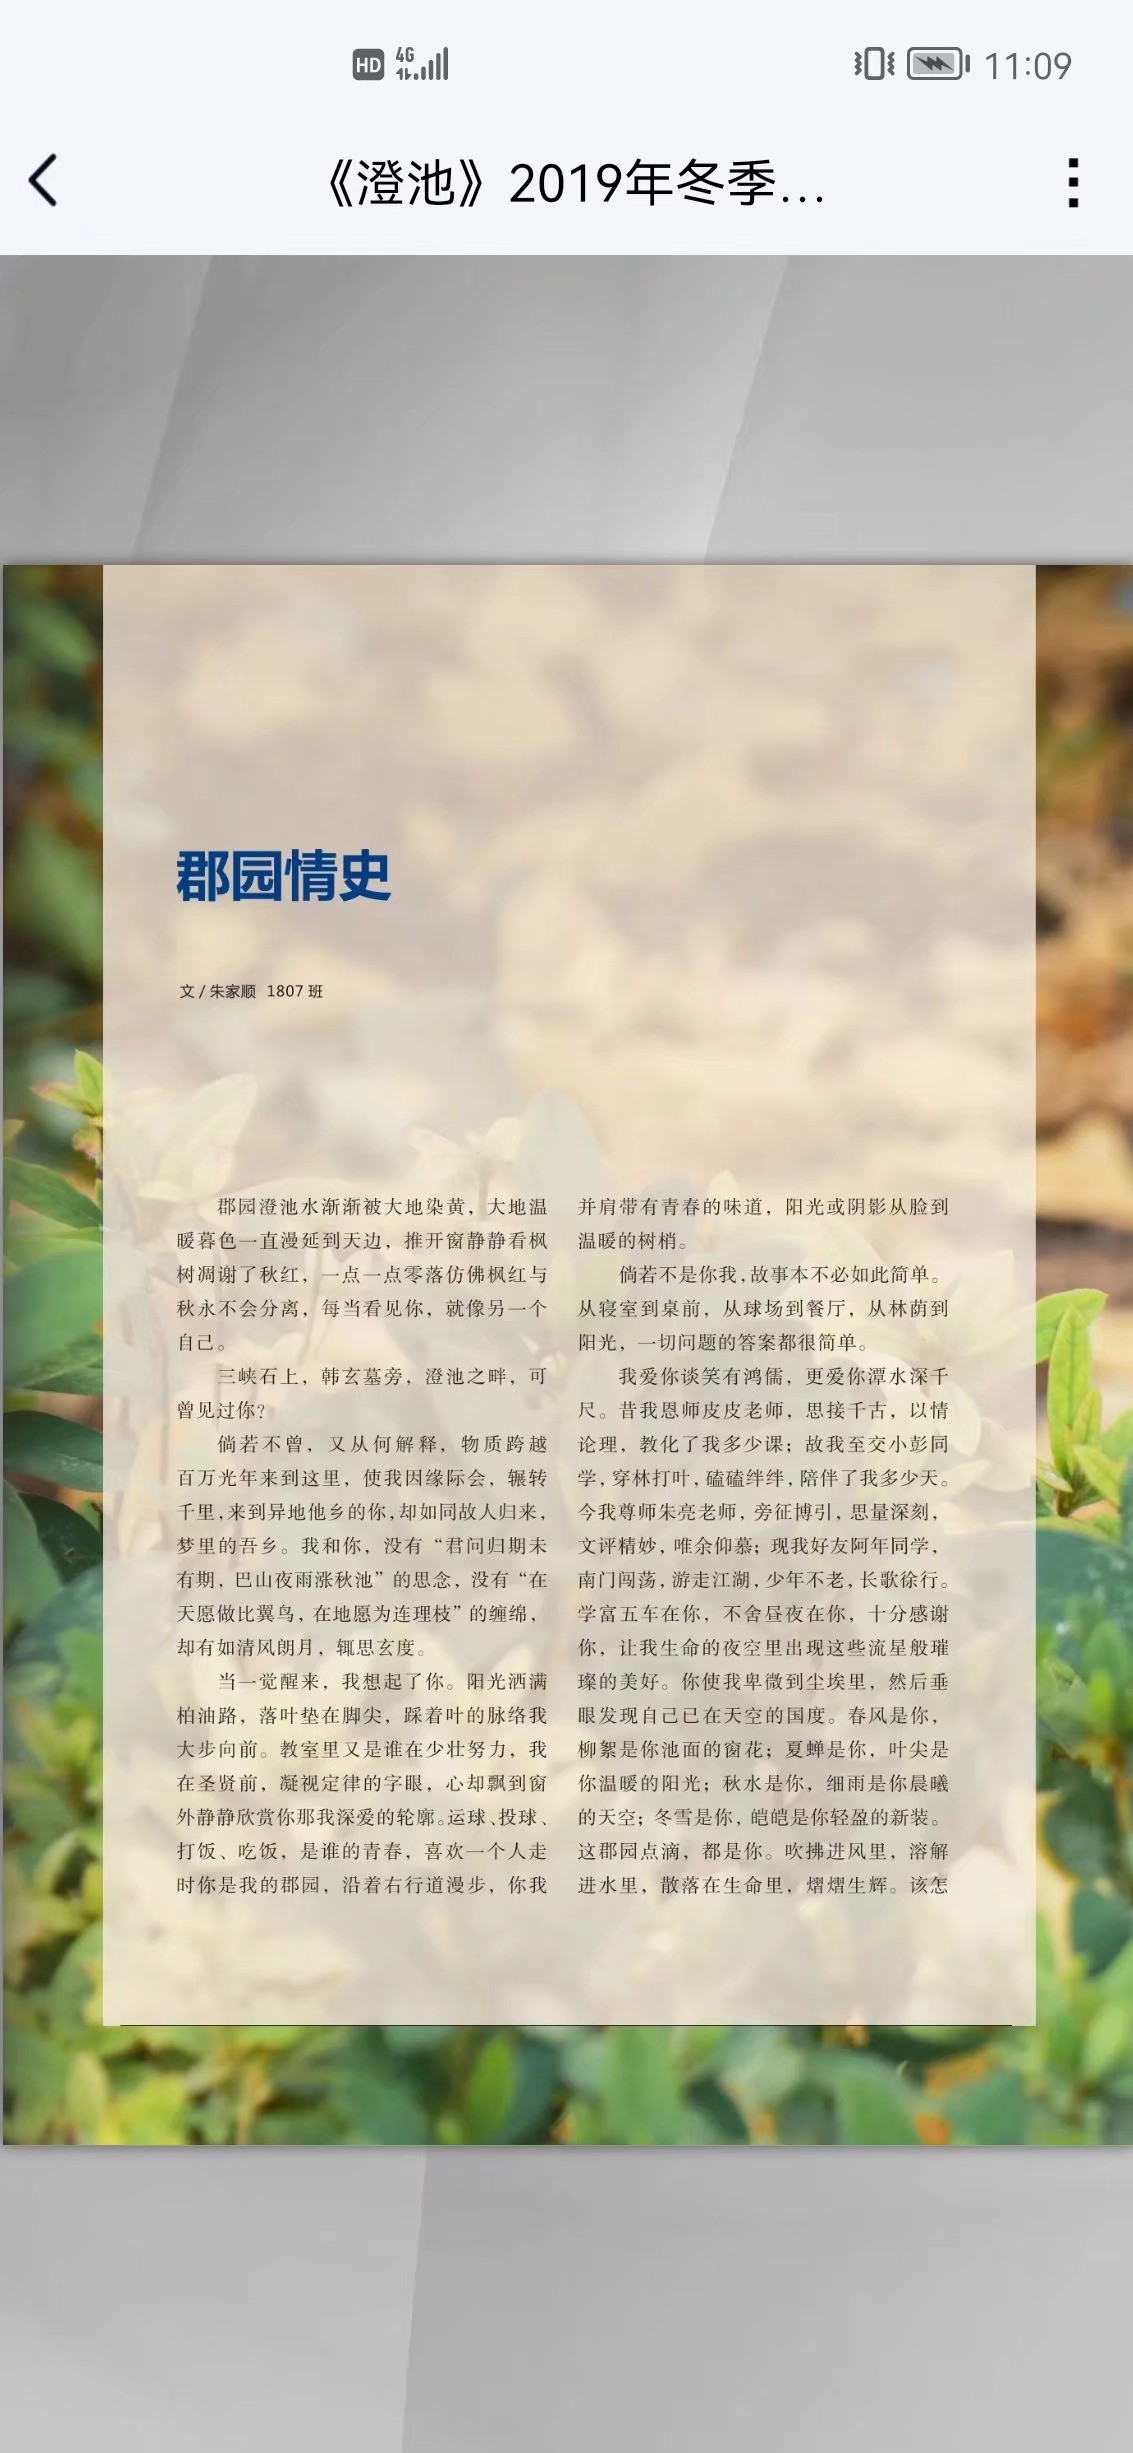 HD 4G 11:09
《澄池》2019年冬季...
郡园情史
文 / 朱家顺 1807 班
郡园澄池水渐渐被大地染黄，大地温
暖暮色一直漫延到天边，推开窗静静看枫
树凋谢了秋红，一点一点零落仿佛枫红与
秋永不会分离，每当看见你，就像另一个
自己。
三峡石上，韩玄墓旁，澄池之畔，可
曾见过你？
倘若不曾，又从何解释，物质跨越
百万光年来到这里，使我因缘际会，辗转
千里，来到异地他乡的你，却如同故人归来，
梦里的吾乡。我和你，没有“君问归期未
有期，巴山夜雨涨秋池”的思念，没有“在
天愿做比翼鸟，在地愿为连理枝”的缠绵，
却有如清风朗月，辄思玄度。
当一觉醒来，我想起了你。阳光洒满
柏油路，落叶垫在脚尖，踩着叶的脉络我
大步向前。教室里又是谁在少壮努力，我
在圣贤前，凝视定律的字眼，心却飘到窗
外静静欣赏你那我深爱的轮廓。运球、投球、
打饭、吃饭，是谁的青春，喜欢一个人走
时你是我的郡园，沿着右行道漫步，你我
并肩带有青春的味道，阳光或阴影从脸到
温暖的树梢。
倘若不是你我，故事本不必如此简单。
从寝室到桌前，从球场到餐厅，从林荫到
阳光，一切问题的答案都很简单。
我爱你谈笑有鸿儒，更爱你潭水深千
尺。昔我恩师皮皮老师，思接千古，以情
论理，教化了我多少课；故我至交小彭同
学，穿林打叶，磕磕绊绊，陪伴了我多少天。
今我尊师朱亮老师，旁征博引，思量深刻，
文评精妙，唯余仰慕；现我好友阿年同学，
南门闯荡，游走江湖，少年不老，长歌徐行。
学富五车在你，不舍昼夜在你，十分感谢
你，让我生命的夜空里出现这些流星般璀
璨的美好。你使我卑微到尘埃里，然后垂
眼发现自己已在天空的国度。春风是你，
柳絮是你池面的窗花；夏蝉是你，叶尖是
你温暖的阳光；秋水是你，细雨是你晨曦
的天空；冬雪是你，皑皑是你轻盈的新装。
这郡园点滴，都是你。吹拂进风里，溶解
进水里，散落在生命里，熠熠生辉。该怎